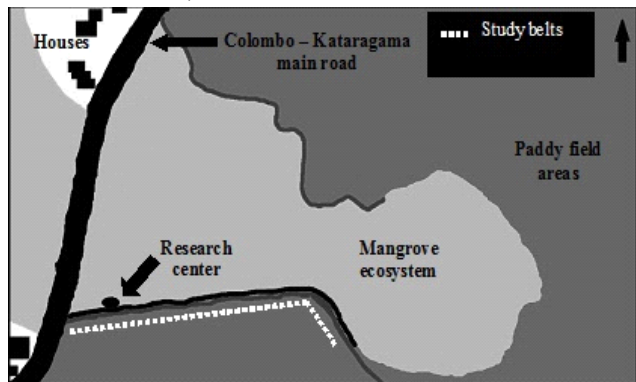 Houses
Colombo – Kataragama
main road
Study belts
Paddy field
areas
Research
center
Mangrove
ecosystem